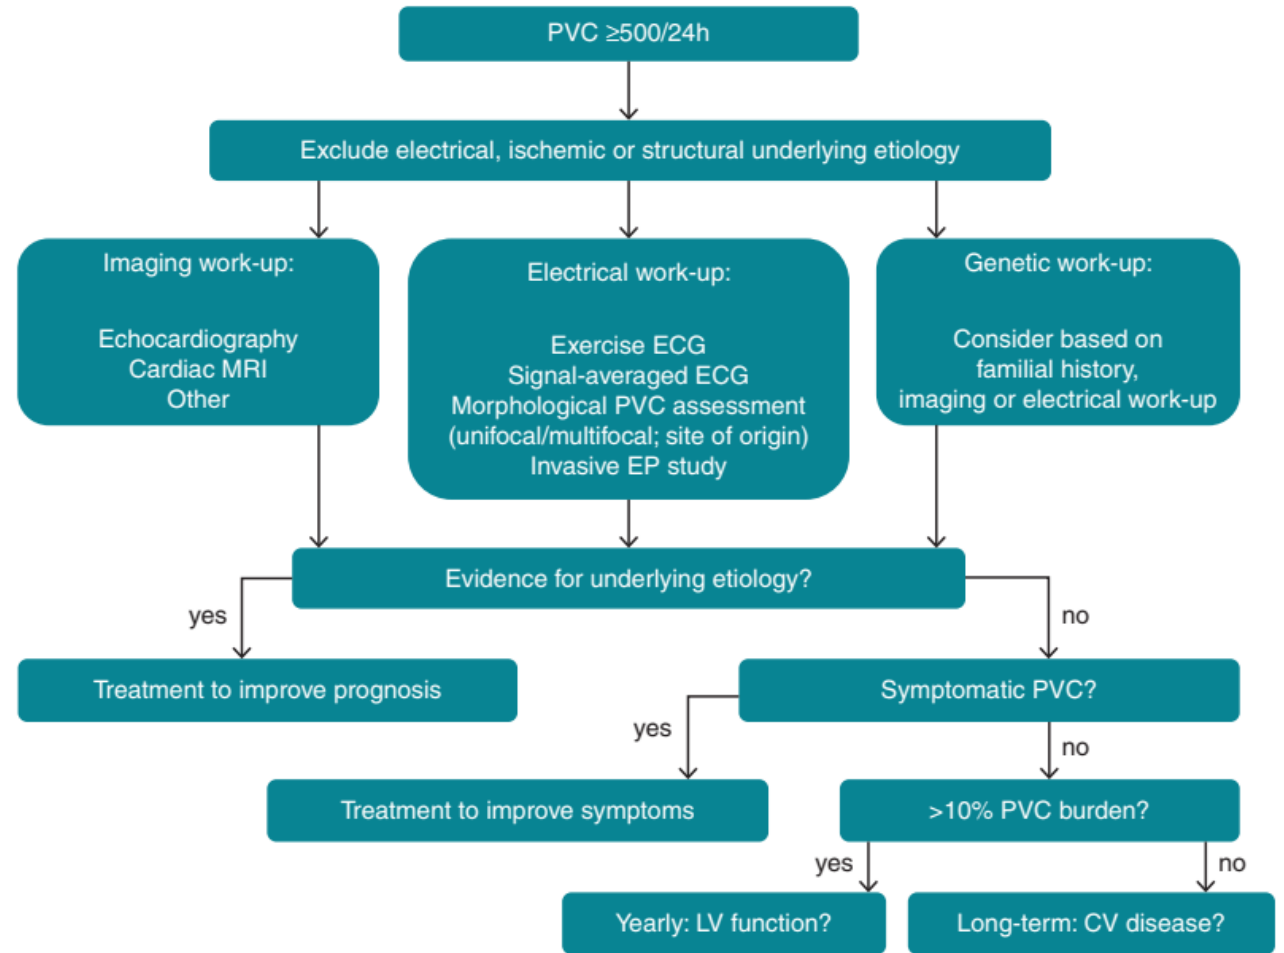 PVC ≥500/24h
Exclude electrical, ischemic or structural underlying etiology
Imaging work-up:
Echocardiography
Cardiac MRI
Other
Electrical work-up:
Exercise ECG
Signal-averaged ECG
Morphological PVC assessment
(unifocal/multifocal; site of origin)
Invasive EP study
Genetic work-up:
Consider based on
familial history,
imaging or electrical work-up
Evidence for underlying etiology?
yes
no
Treatment to improve prognosis
Symptomatic PVC?
yes
no
Treatment to improve symptoms
>10% PVC burden?
yes
no
Yearly: LV function?
Long-term: CV disease?